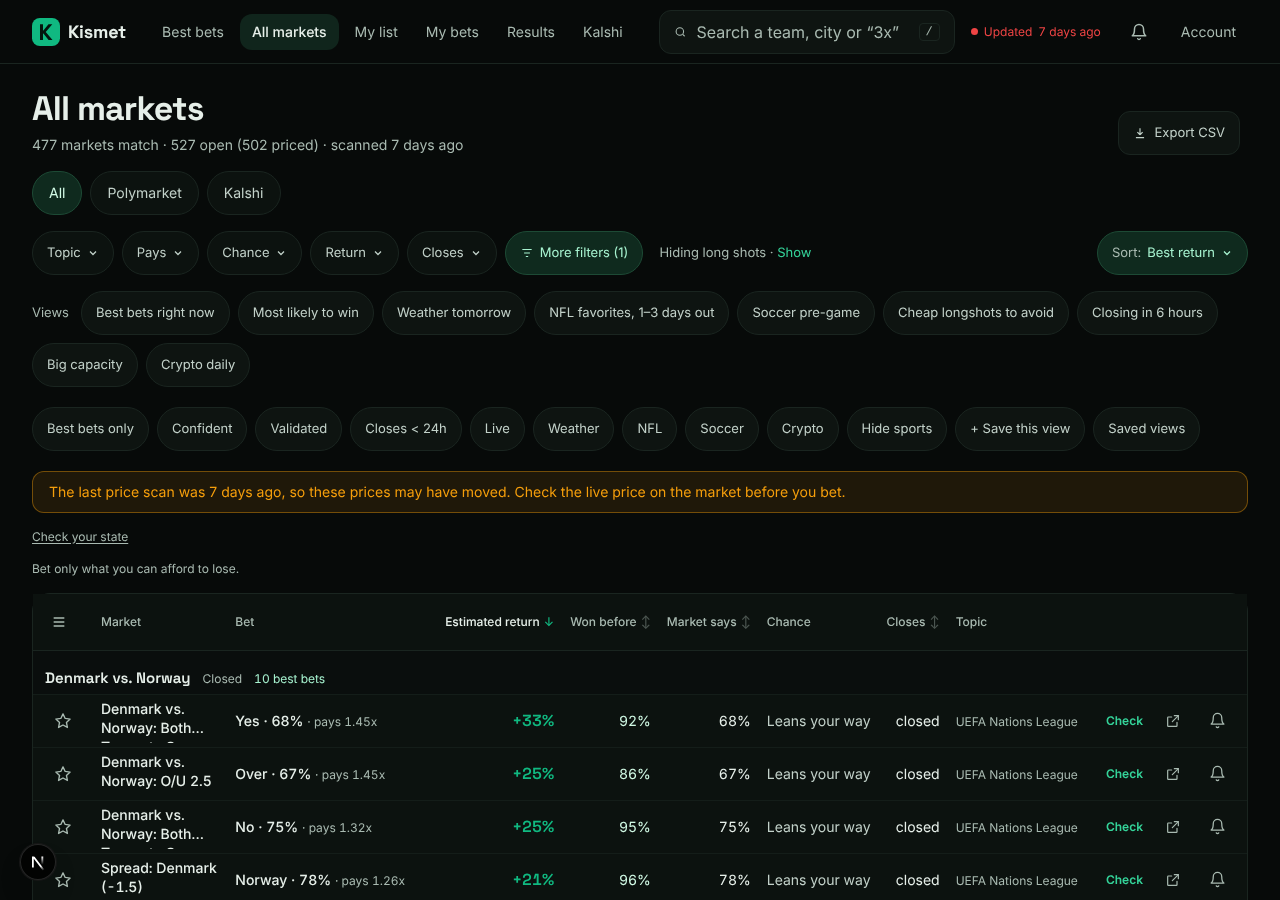 K Kismet Best bets All markets My list My bets Results Kalshi Search a team, city or “3x” / Updated 7 days ago Account
All markets
477 markets match · 527 open (502 priced) · scanned 7 days ago
Export CSV
All Polymarket Kalshi
Topic Pays Chance Return Closes More filters (1) Hiding long shots · Show Sort: Best return
Views Best bets right now Most likely to win Weather tomorrow NFL favorites, 1–3 days out Soccer pre-game Cheap longshots to avoid Closing in 6 hours
Big capacity Crypto daily
Best bets only Confident Validated Closes < 24h Live Weather NFL Soccer Crypto Hide sports + Save this view Saved views
The last price scan was 7 days ago, so these prices may have moved. Check the live price on the market before you bet.
Check your state
Bet only what you can afford to lose.
Market Bet Estimated return ↓ Won before Market says Chance Closes Topic
Denmark vs. Norway Closed 10 best bets
Denmark vs.
Norway: Both...
Yes · 68% · pays 1.45x +33% 92% 68% Leans your way closed UEFA Nations League Check
Denmark vs.
Norway: O/U 2.5
Over · 67% · pays 1.45x +25% 86% 67% Leans your way closed UEFA Nations League Check
Denmark vs.
Norway: Both...
No · 75% · pays 1.32x +25% 95% 75% Leans your way closed UEFA Nations League Check
Spread: Denmark
(-1.5)
Norway · 78% · pays 1.26x +21% 96% 78% Leans your way closed UEFA Nations League Check
N